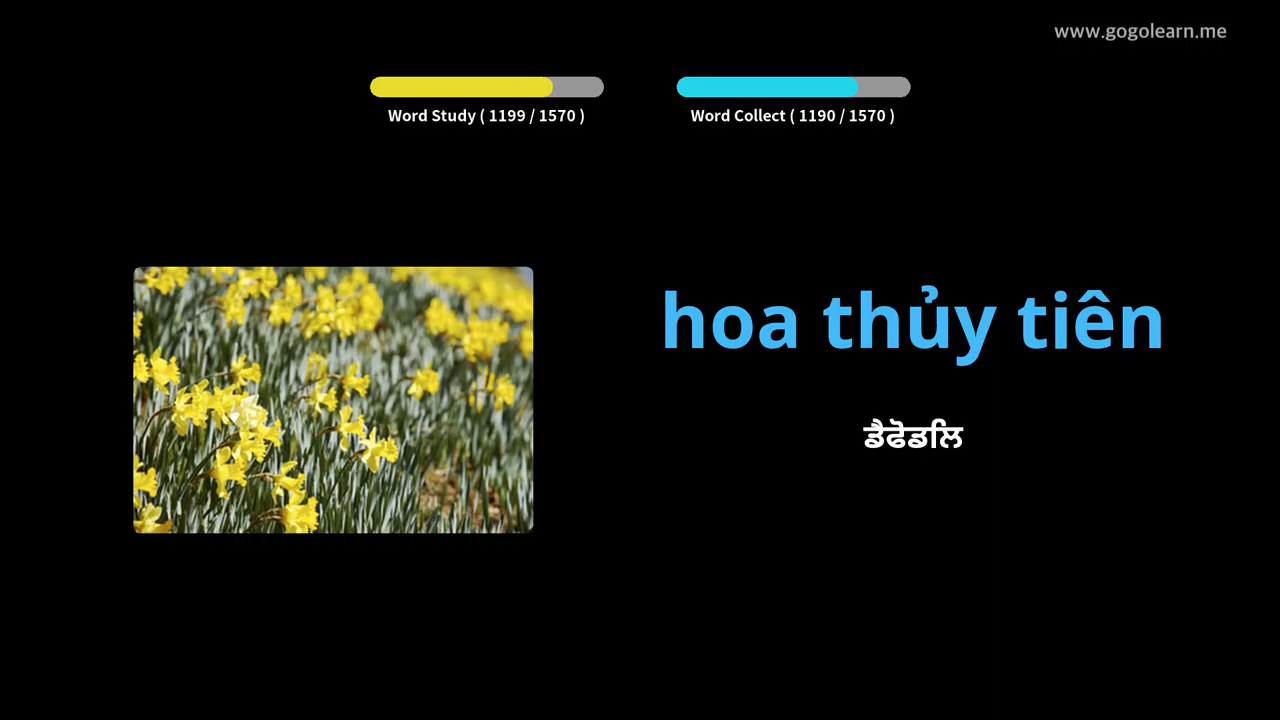 www.gogolearn.me
Word Study ( 1199 / 1570 )
Word Collect ( 1190 / 1570 )
hoa thủy tiên
ਡੈਫੋਡਲਿ